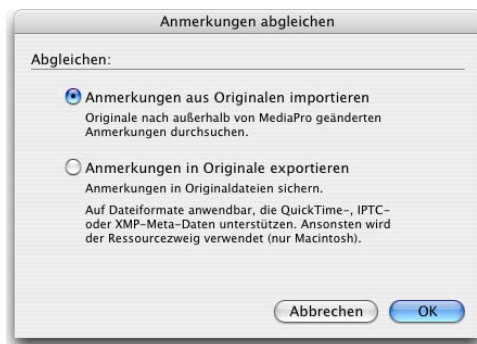 Anmerkungen abgleichen
Abgleichen:
Anmerkungen aus Originalen importieren
Originale nach außerhalb von MediaPro geänderten
Anmerkungen durchsuchen.
Anmerkungen in Originale exportieren
Anmerkungen in Originaldateien sichern.
Auf Dateiformate anwendbar, die QuickTime-, IPTC-
oder XMP-Meta-Daten unterstützen. Ansonsten wird
der Ressourcezweig verwendet (nur Macintosh).
Abbrechen
OK